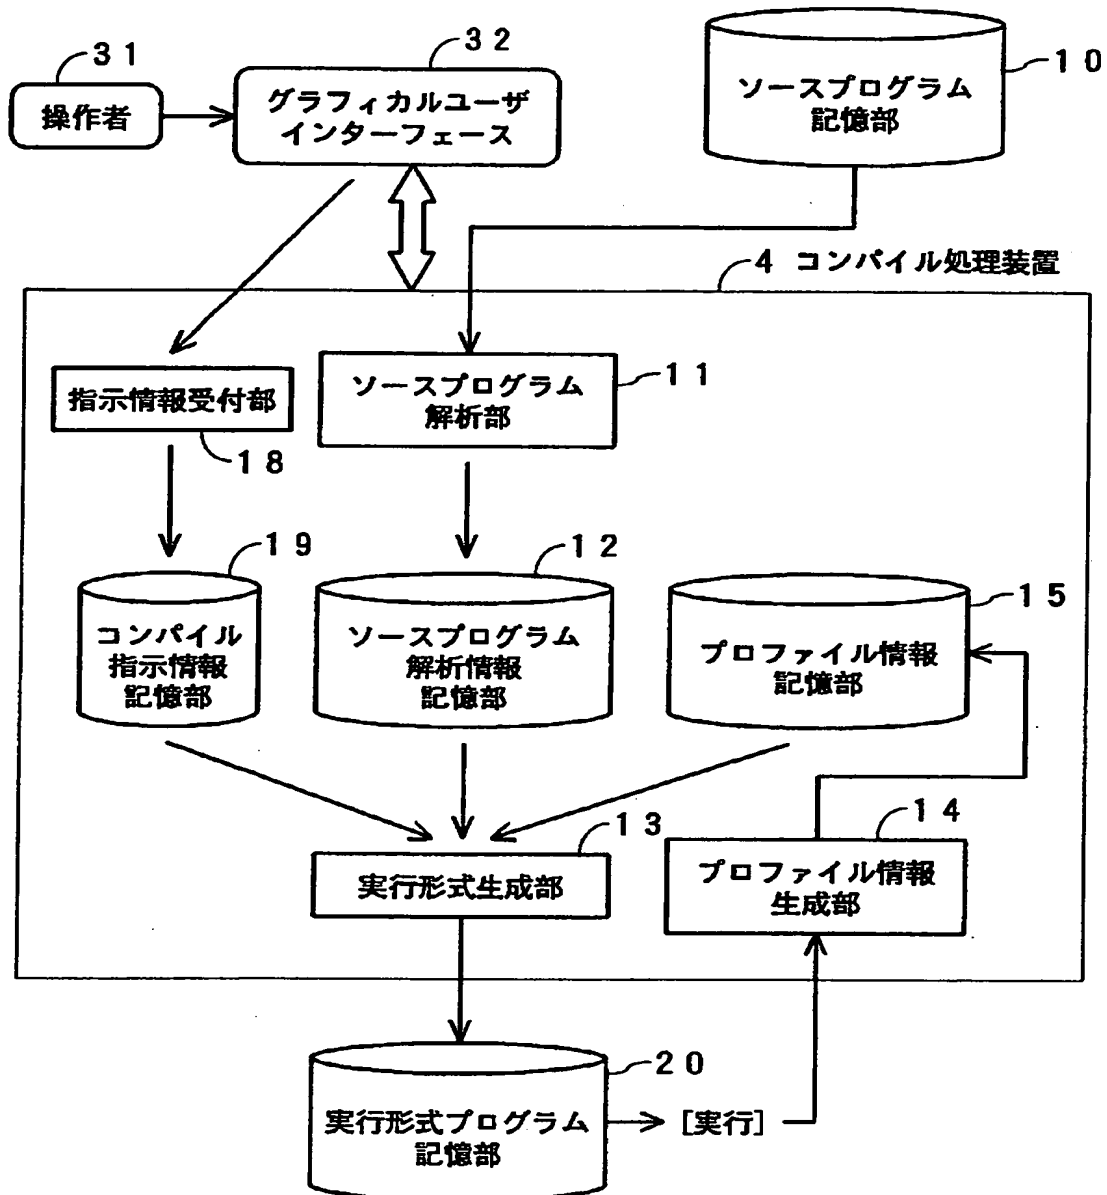 31
操作者
32
グラフィカルユーザ
インターフェース
10
ソースプログラム
記憶部
4 コンパイル処理装置
指示情報受付部
18
ソースプログラム
解析部
11
19
コンパイル
指示情報
記憶部
12
ソースプログラム
解析情報
記憶部
15
プロファイル情報
記憶部
13
実行形式生成部
14
プロファイル情報
生成部
20
実行形式プログラム
記憶部
[実行]